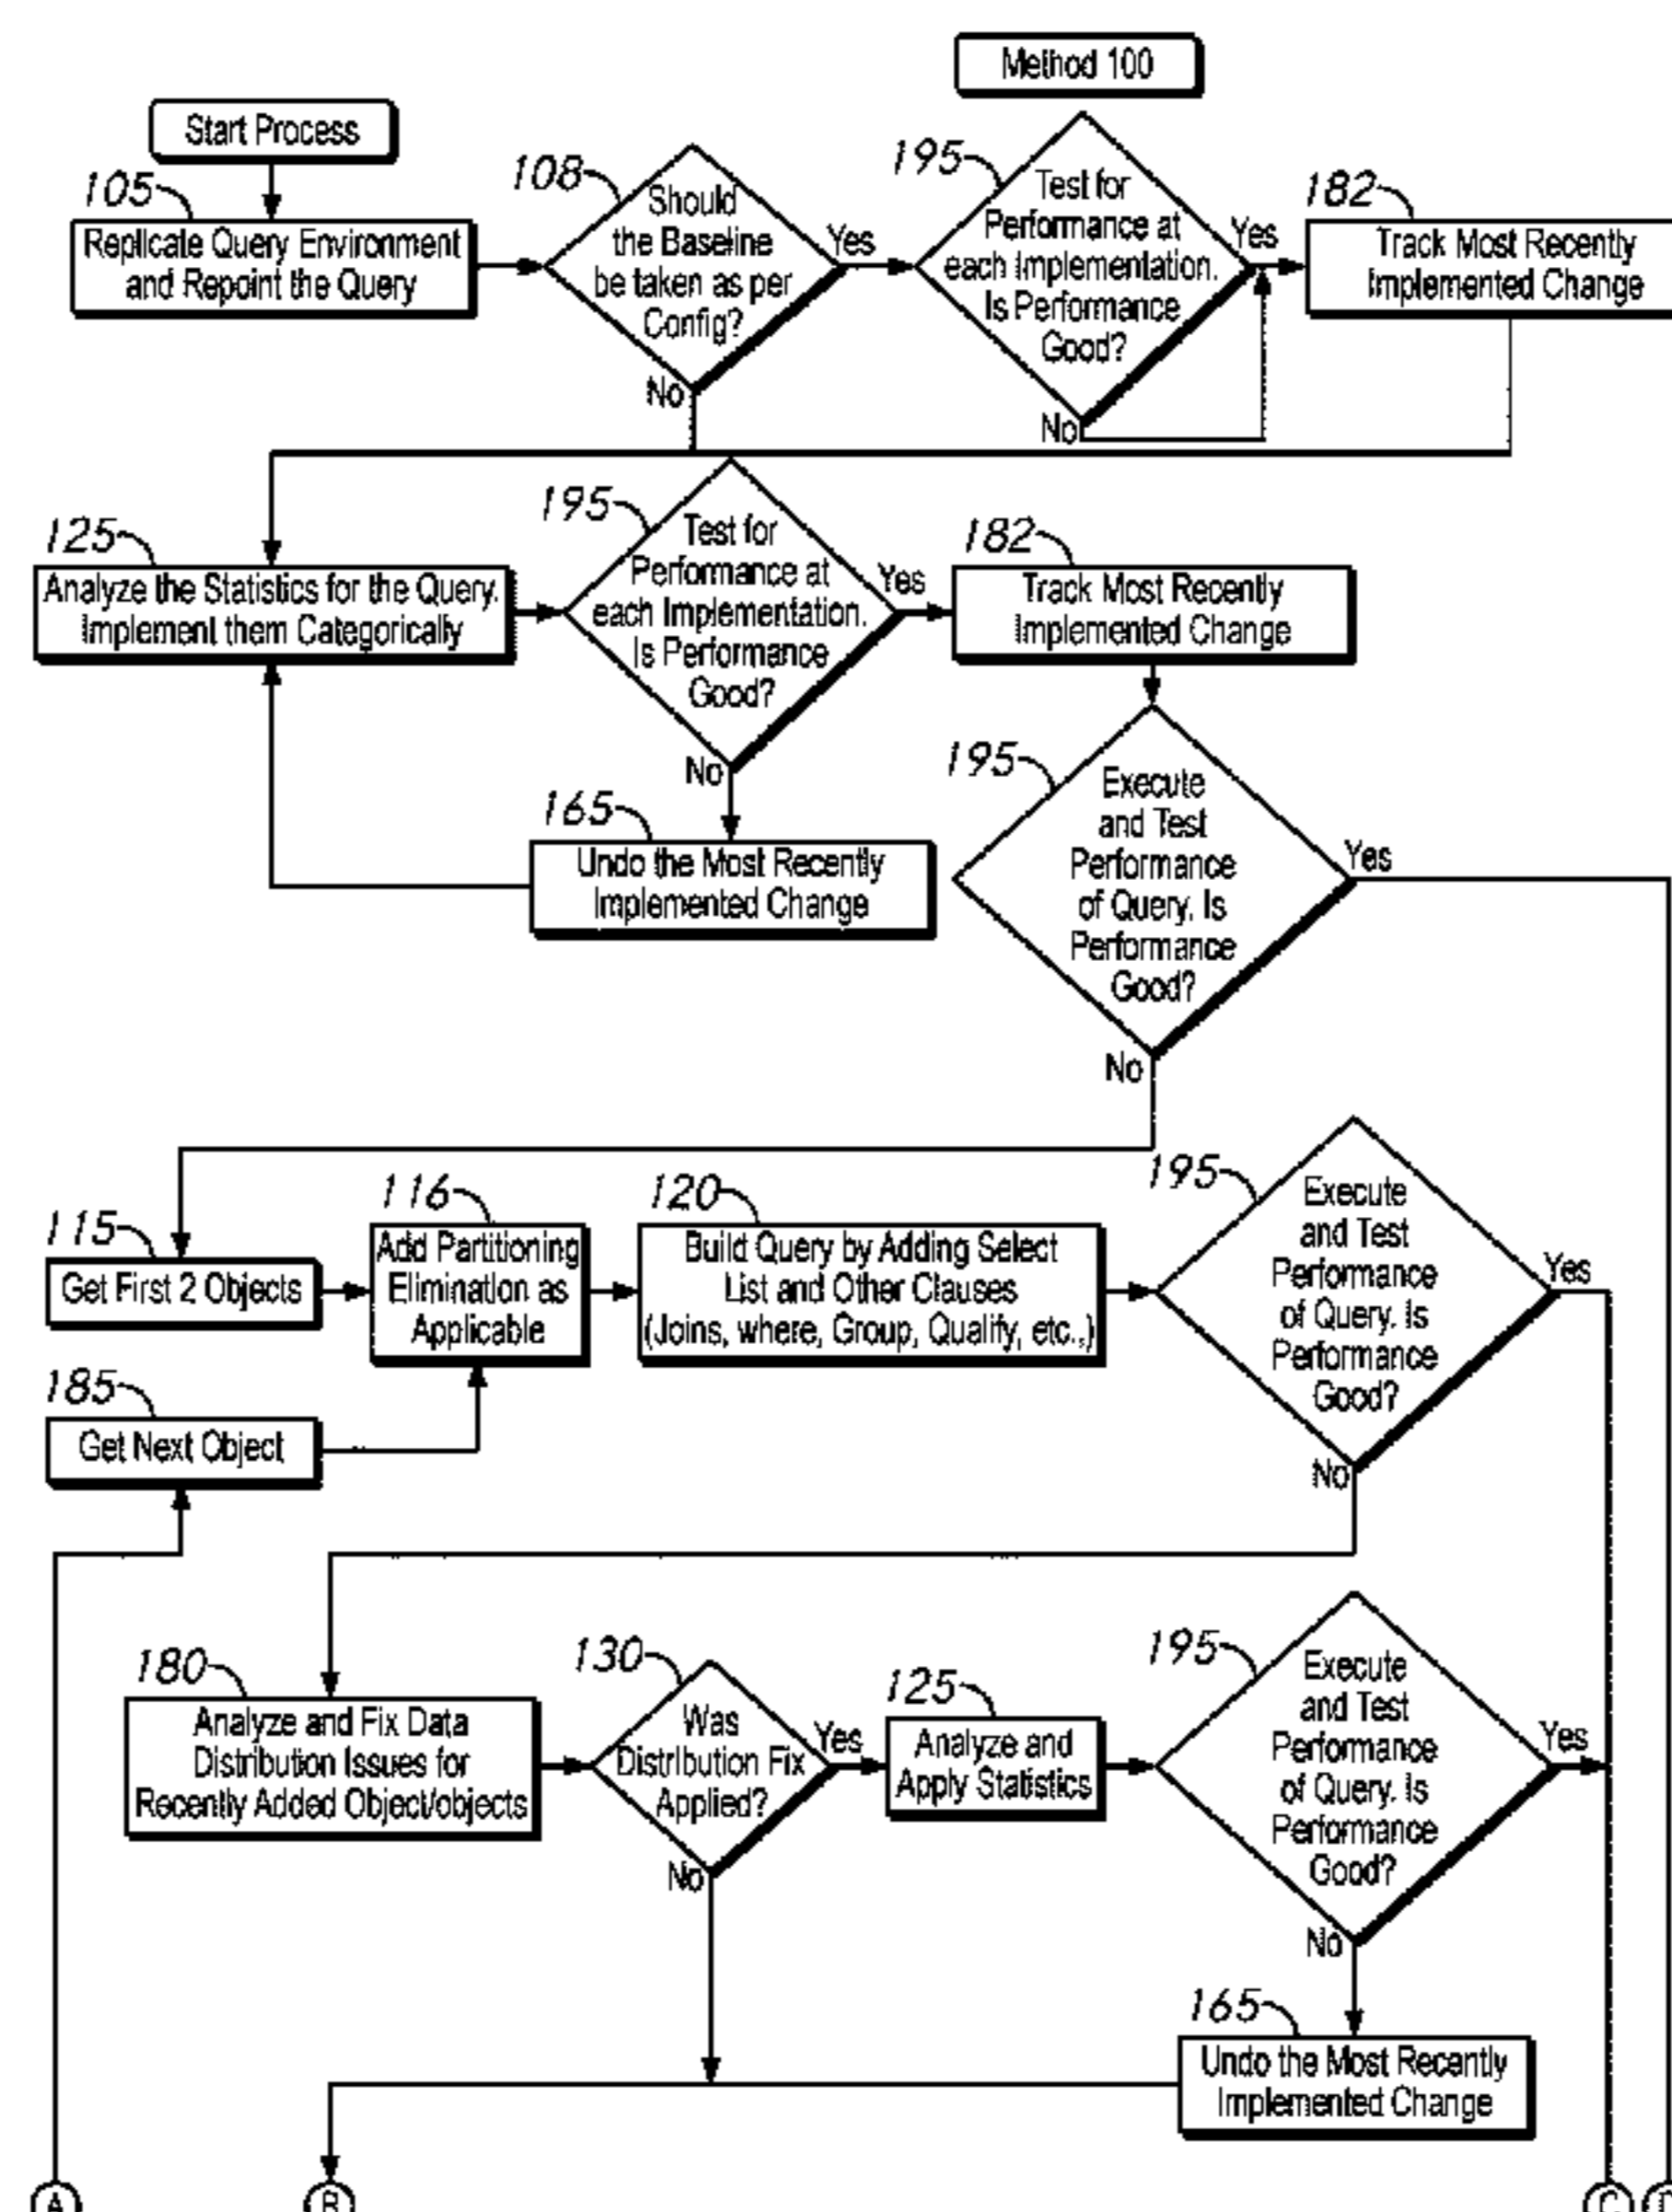 Method 100
Start Process
105
Replicate Query Environment
and Repoint the Query
108
Should
the Baseline
be taken as per
Config?
Yes
No
195
Test for
Performance at
each Implementation.
Is Performance
Good?
Yes
No
182
Track Most Recently
Implemented Change
125
Analyze the Statistics for the Query.
Implement them Categorically
195
Test for
Performance at
each Implementation.
Is Performance
Good?
Yes
No
182
Track Most Recently
Implemented Change
165
Undo the Most Recently
Implemented Change
195
Execute
and Test
Performance
of Query. Is
Performance
Good?
Yes
No
115
Get First 2 Objects
116
Add Partitioning
Elimination as
Applicable
120
Build Query by Adding Select
List and Other Clauses
(Joins, where, Group, Qualify, etc.,)
195
Execute
and Test
Performance
of Query. Is
Performance
Good?
Yes
No
185
Get Next Object
180
Analyze and Fix Data
Distribution Issues for
Recently Added Object/objects
130
Was
Distribution Fix
Applied?
Yes
No
125
Analyze and
Apply Statistics
195
Execute
and Test
Performance
of Query. Is
Performance
Good?
Yes
No
165
Undo the Most Recently
Implemented Change
A
B
C